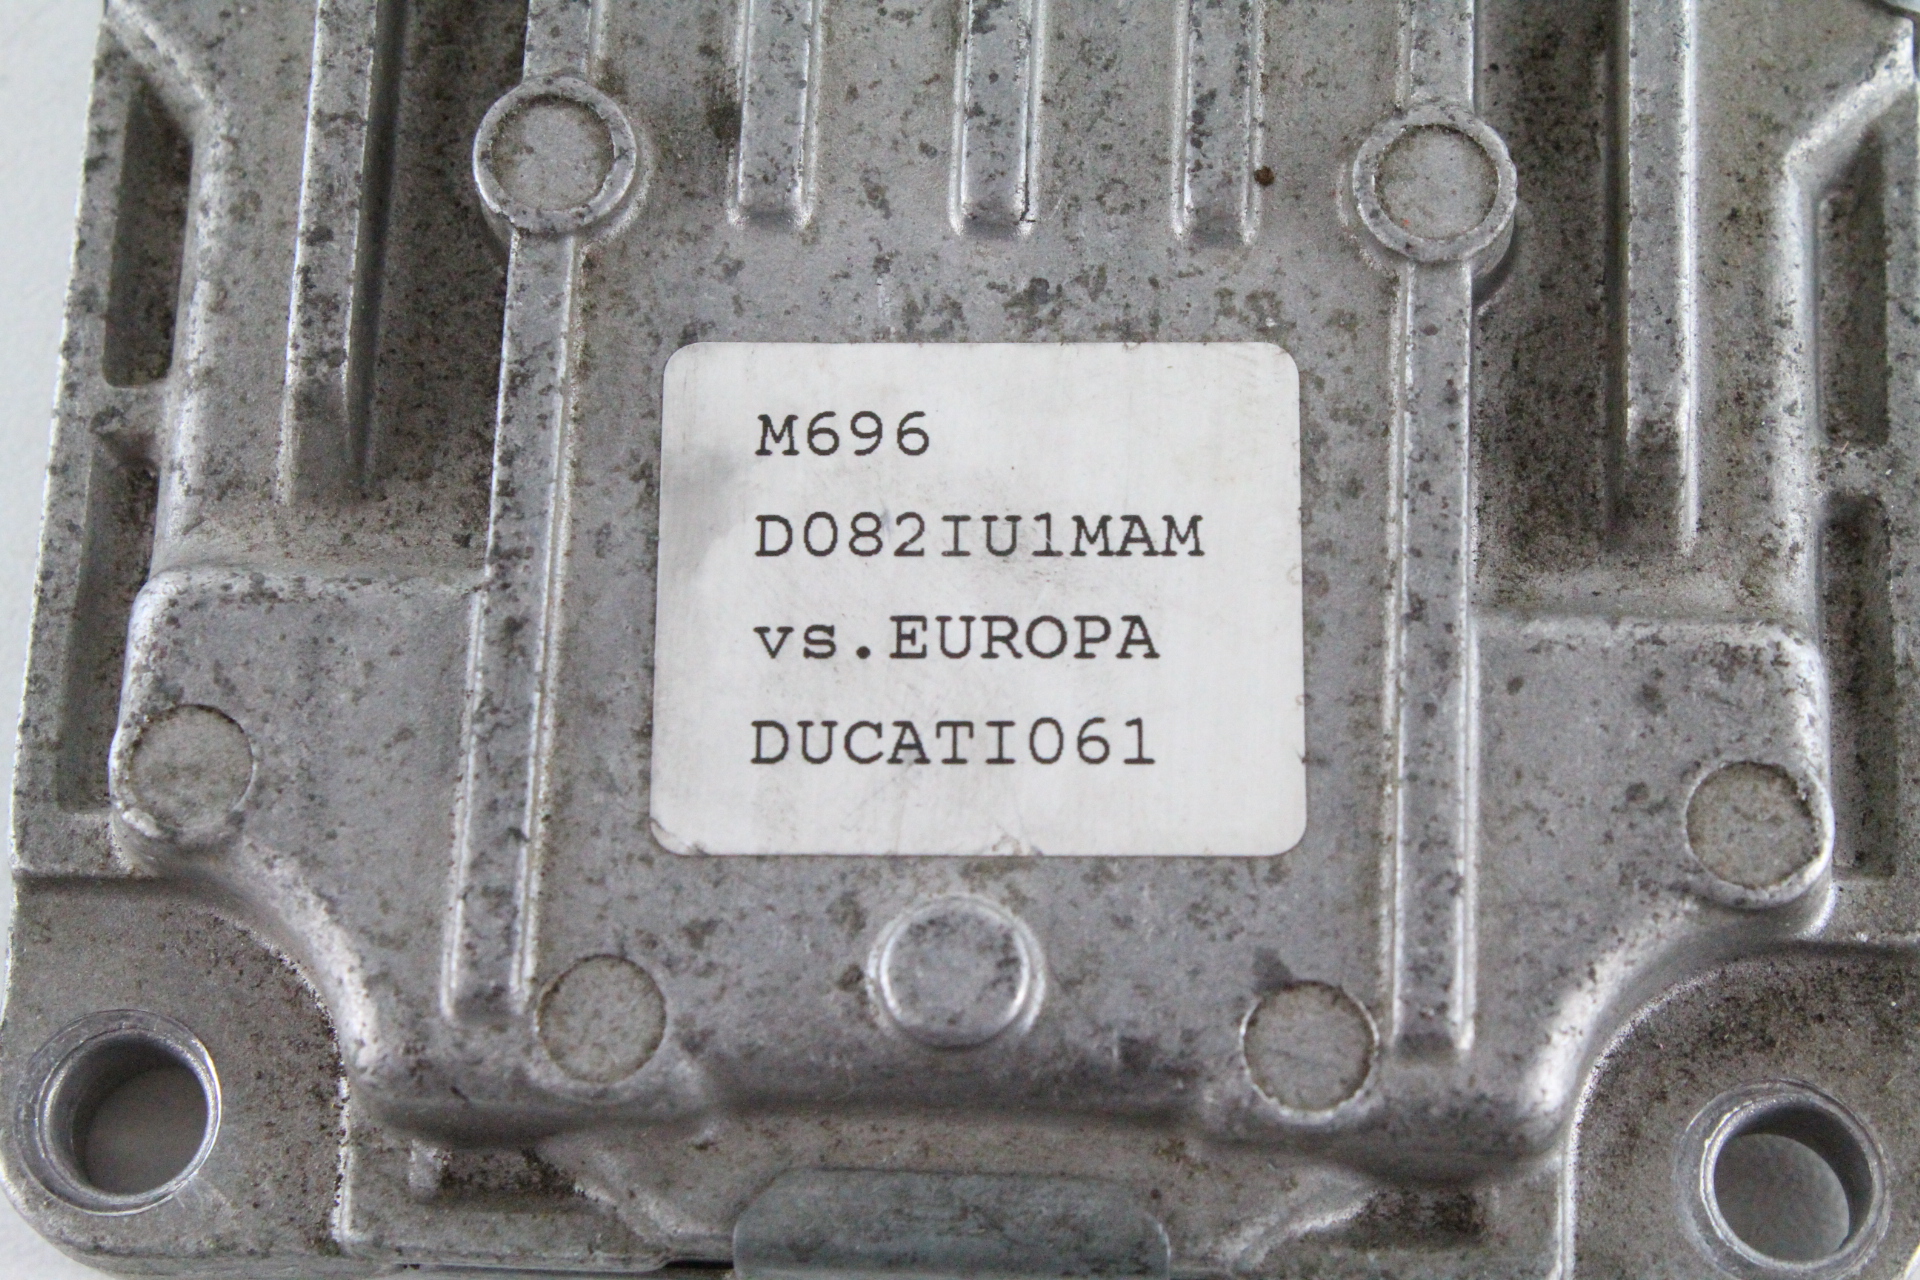 M696
D082IU1MAM
vs.EUROPA
DUCATI061